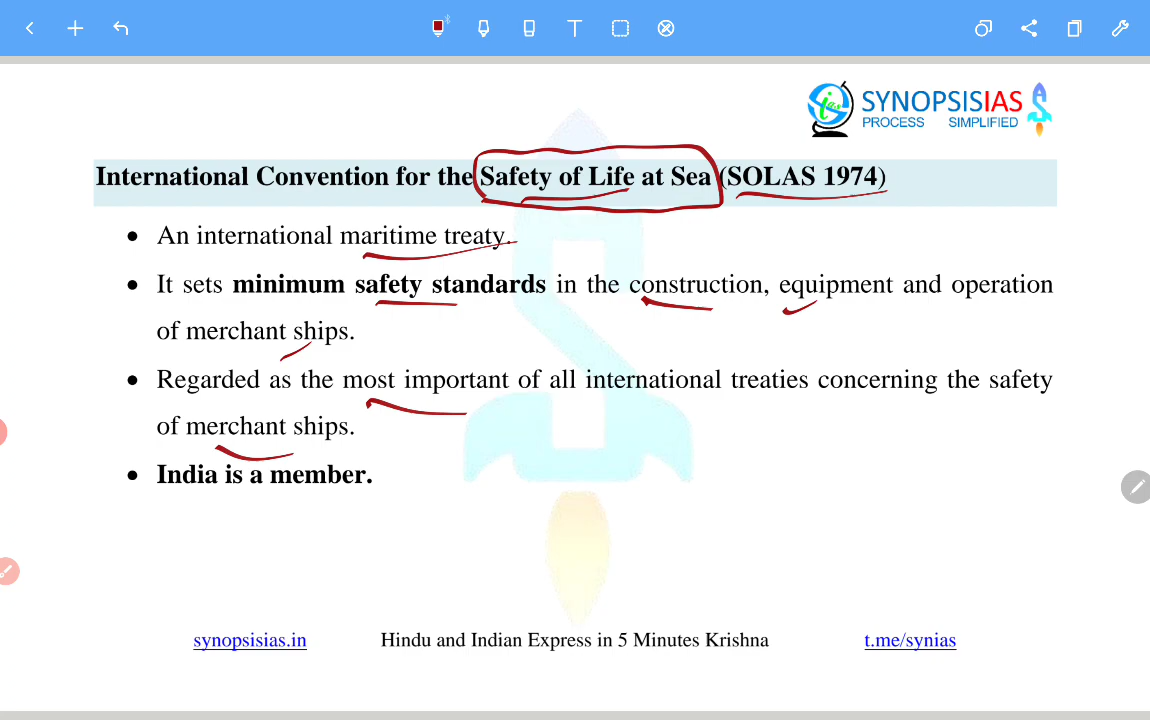 SYNOPSISIAS
PROCESS SIMPLIFIED
International Convention for the Safety of Life at Sea (SOLAS 1974)
• An international maritime treaty.
• It sets minimum safety standards in the construction, equipment and operation
of merchant ships.
• Regarded as the most important of all international treaties concerning the safety
of merchant ships.
• India is a member.
synopsisias.in Hindu and Indian Express in 5 Minutes Krishna t.me/synias